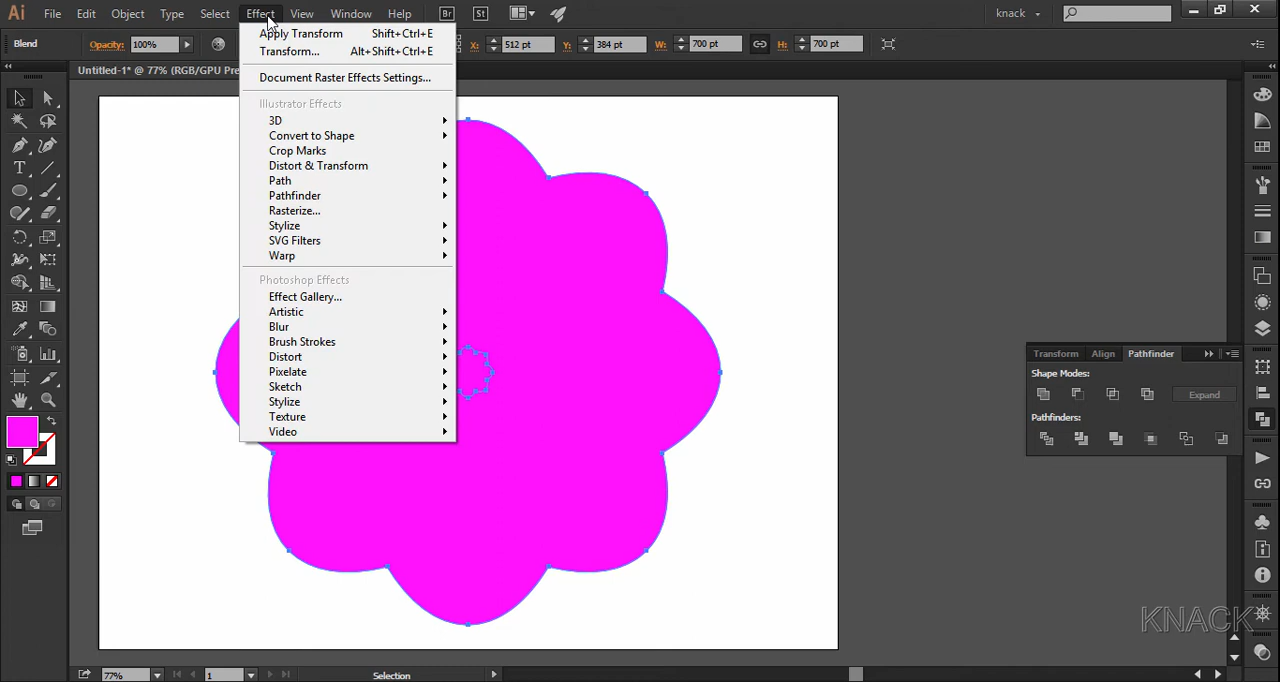 Ai File Edit Object Type Select Effect View Window Help Br St knack
Blend Opacity: 100% X: 512 pt Y: 384 pt W: 700 pt H: 700 pt
Untitled-1* @ 77% (RGB/GPU Pre
Apply Transform Shift+Ctrl+E
Transform... Alt+Shift+Ctrl+E
Document Raster Effects Settings...
Illustrator Effects
3D
Convert to Shape
Crop Marks
Distort & Transform
Path
Pathfinder
Rasterize...
Stylize
SVG Filters
Warp
Photoshop Effects
Effect Gallery...
Artistic
Blur
Brush Strokes
Distort
Pixelate
Sketch
Stylize
Texture
Video
Transform Align Pathfinder
Shape Modes:
Expand
Pathfinders:
KNACK
77% 1 Selection